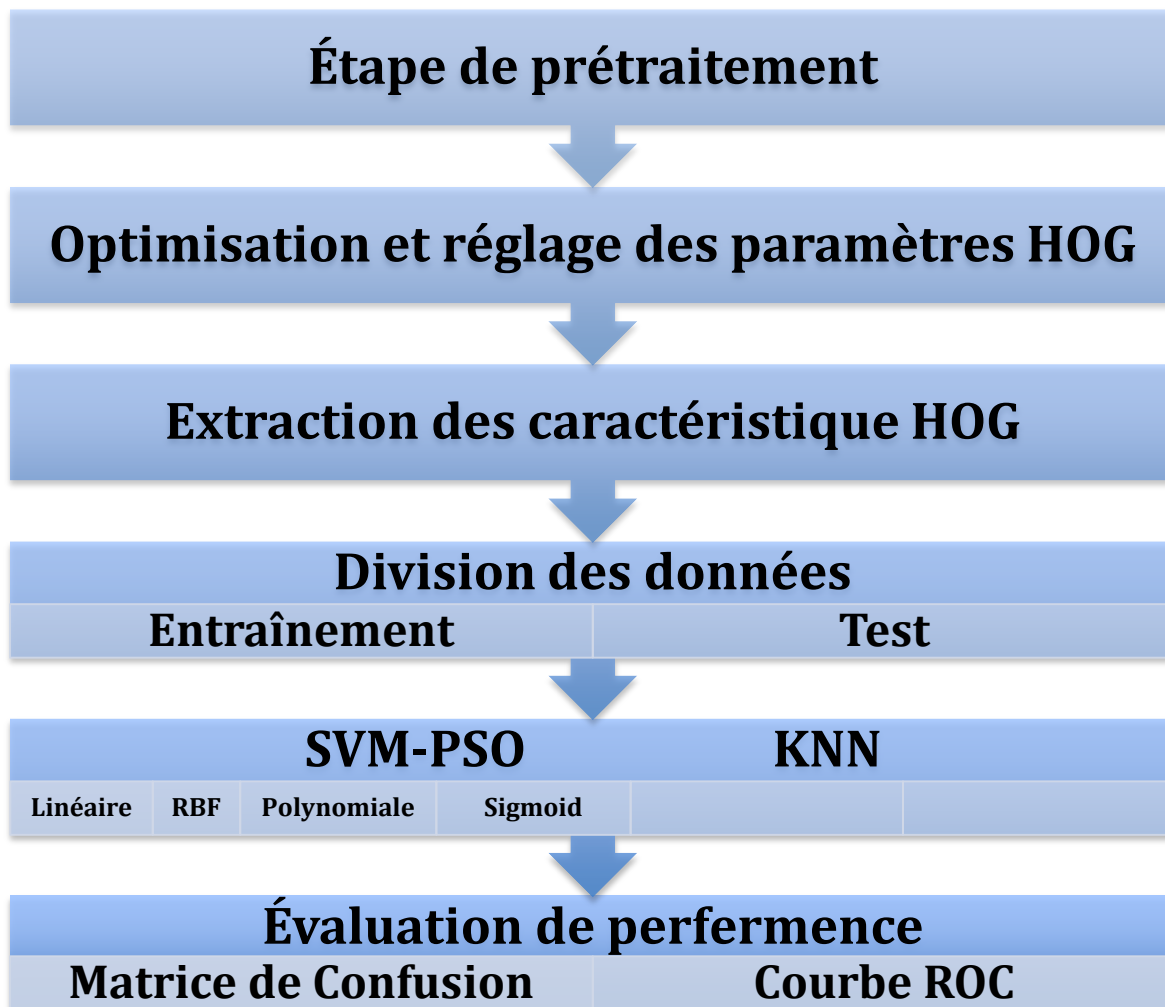 Étape de prétraitement
Optimisation et réglage des paramètres HOG
Extraction des caractéristique HOG
Division des données
Entraînement Test
SVM-PSO KNN
Linéaire RBF Polynomiale Sigmoid
Évaluation de perfermence
Matrice de Confusion Courbe ROC